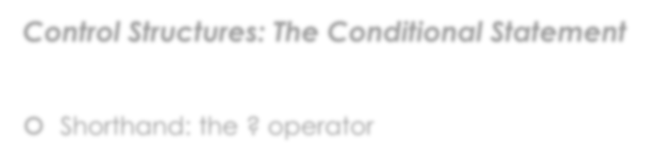 Control Structures: The Conditional Statement
Shorthand: the ? operator